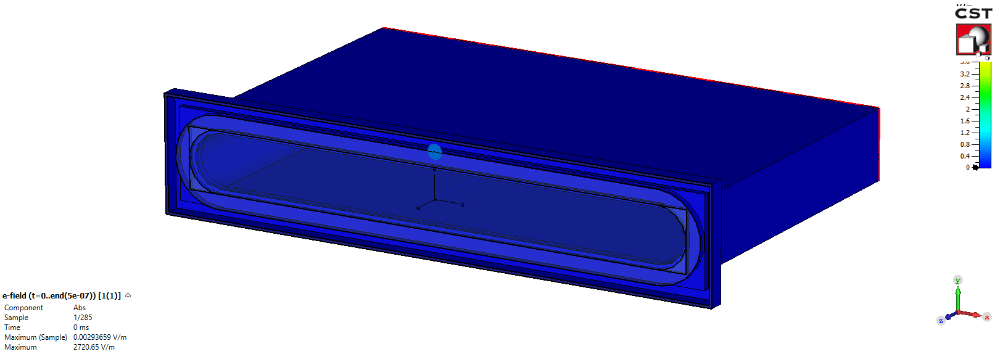 CST
3.2
2.8
2.4
2
1.6
1.2
0.8
0.4
0
v
u
w
e-field (t=0..end(5e-07)) [1(1)]
Component Abs
Sample 1/285
Time 0 ms
Maximum (Sample) 0.00293659 V/m
Maximum 2720.65 V/m
y
x
z